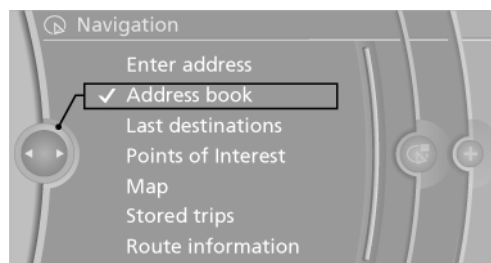 Navigation
Enter address
Address book
Last destinations
Points of Interest
Map
Stored trips
Route information